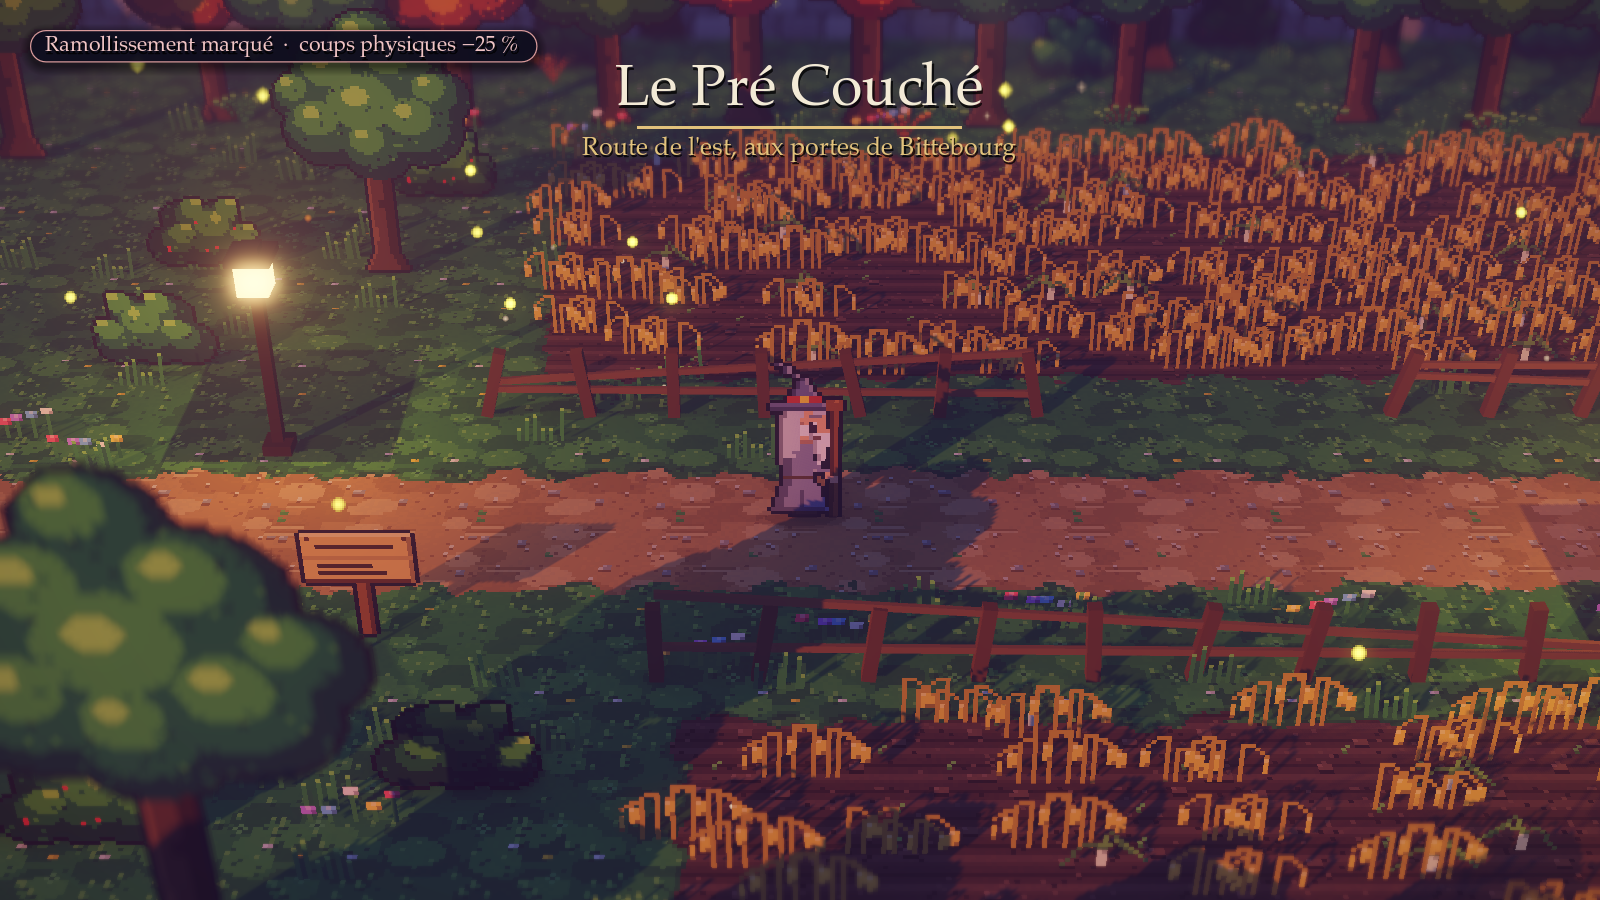 Ramollissement marqué · coups physiques −25 %
Le Pré Couché
Route de l'est, aux portes de Bittebourg